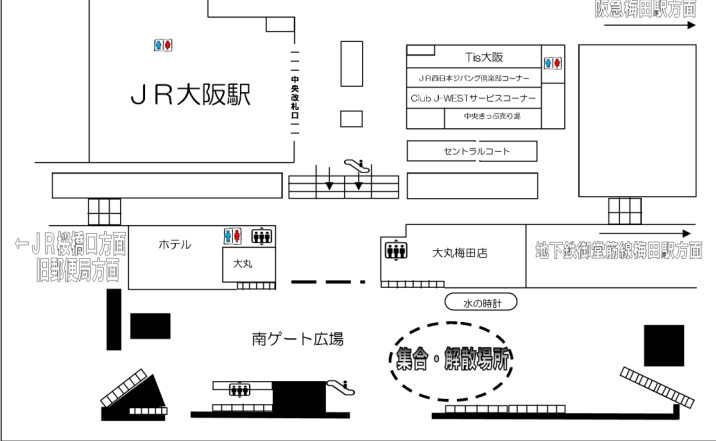 阪急梅田駅方面
JR大阪駅
中央改札口
Tis大阪
JR西日本ジパング倶楽部コーナー
Club J-WESTサービスコーナー
中央きっぷ売り場
セントラルコート
←JR桜橋口方面
旧郵便局方面
ホテル
大丸
大丸梅田店
地下鉄御堂筋線梅田駅方面
水の時計
南ゲート広場
集合・解散場所